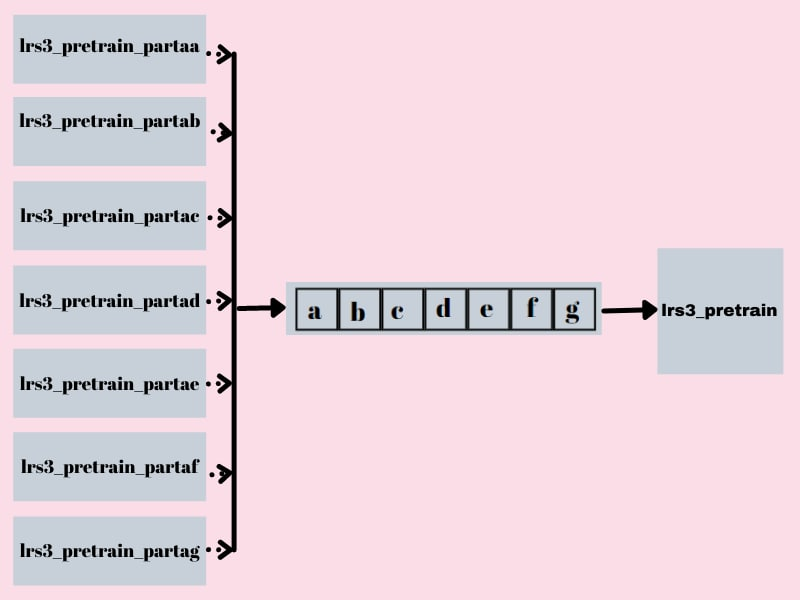 lrs3_pretrain_partaa
lrs3_pretrain_partab
lrs3_pretrain_partac
lrs3_pretrain_partad
lrs3_pretrain_partae
lrs3_pretrain_partaf
lrs3_pretrain_partag
a b c d e f g
lrs3_pretrain